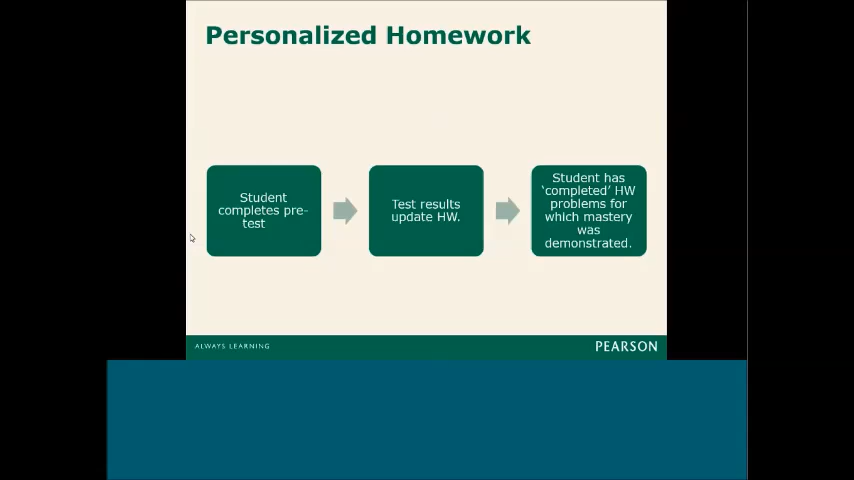 Personalized Homework
Student
completes pre-
test
Test results
update HW.
Student has
‘completed’ HW
problems for
which mastery
was
demonstrated.
ALWAYS LEARNING
PEARSON